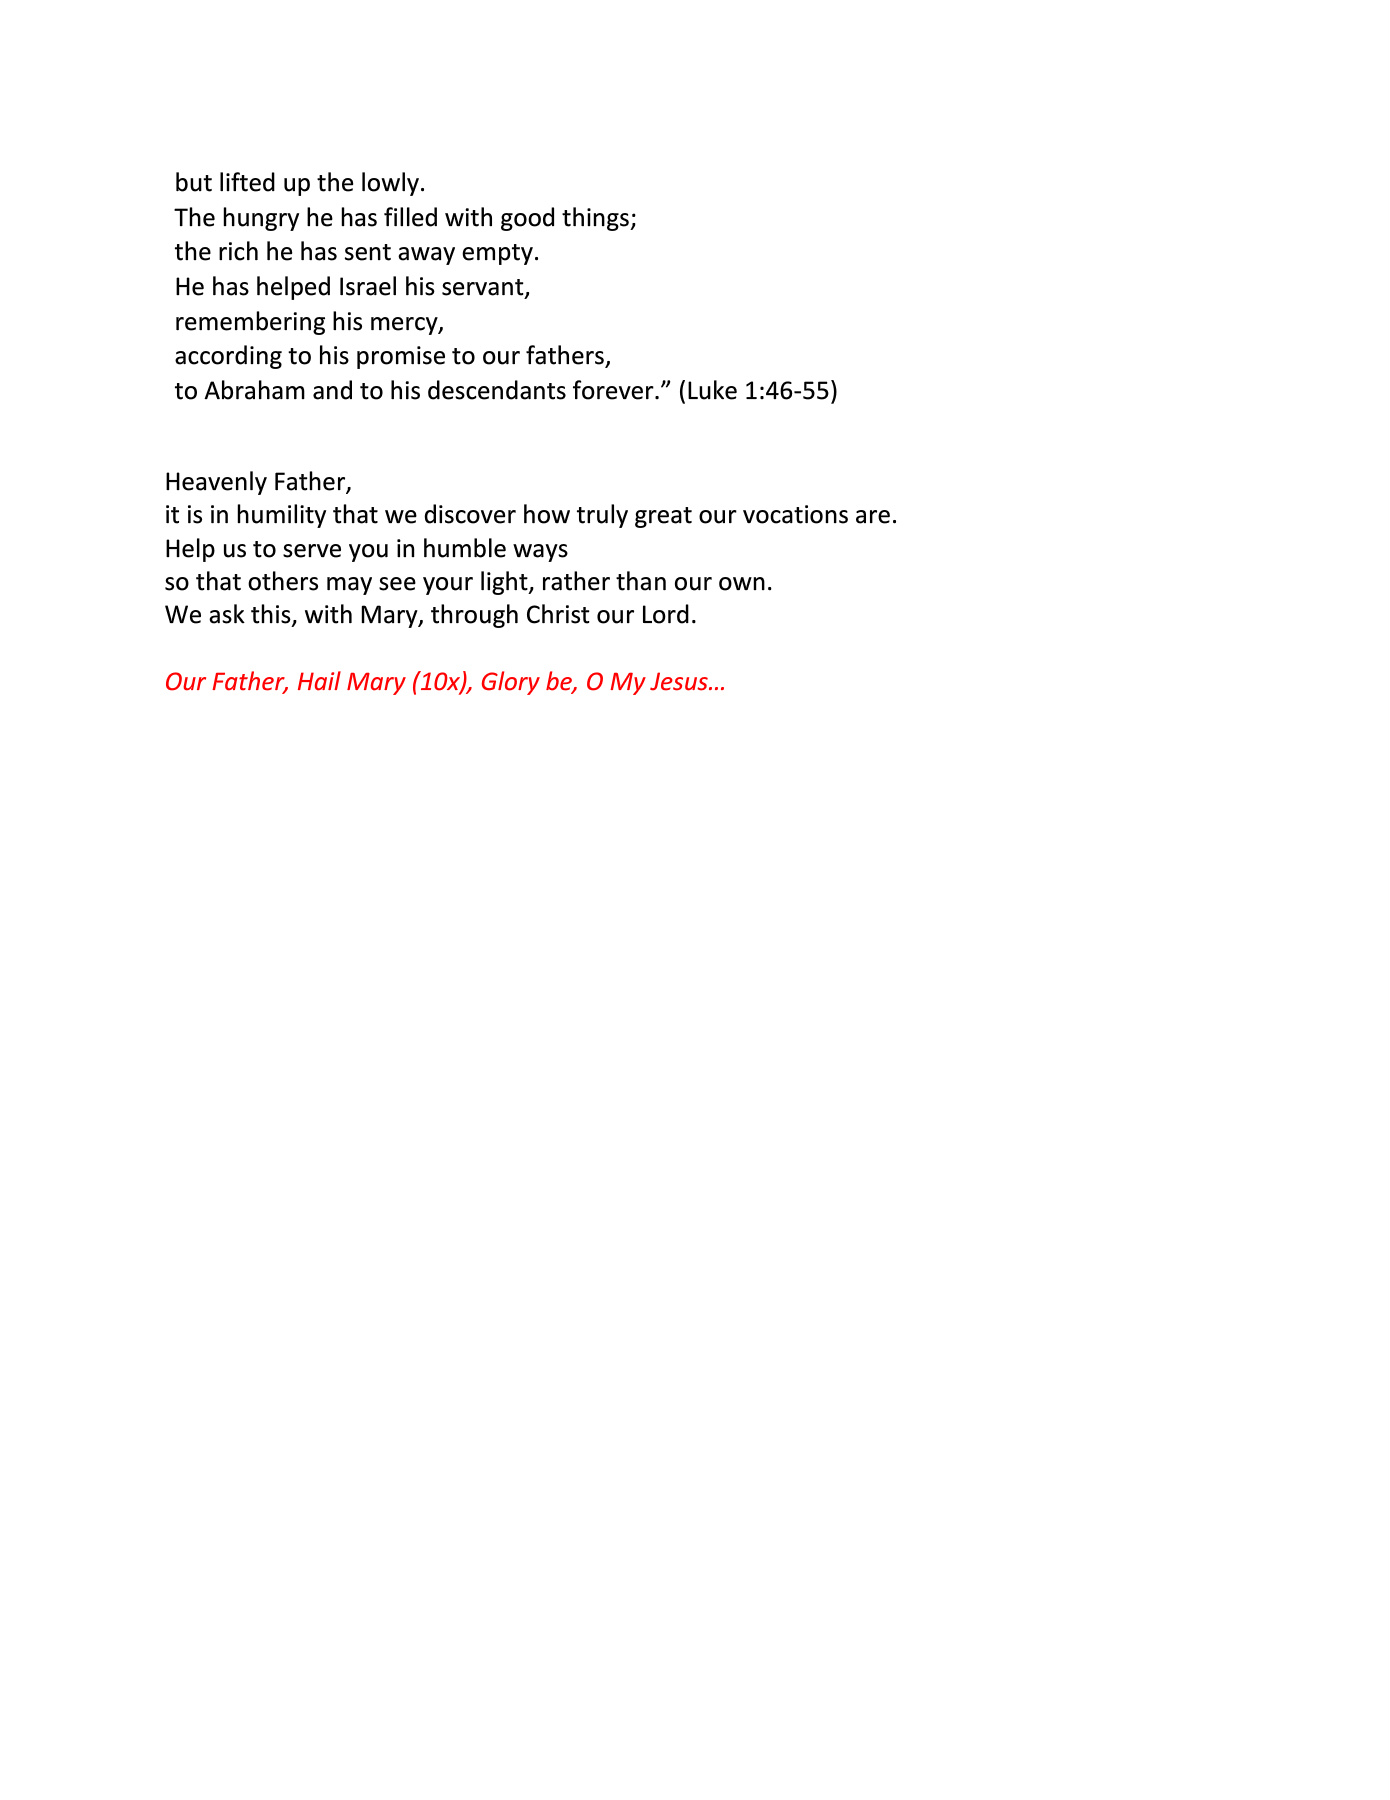 but lifted up the lowly.
The hungry he has filled with good things;
the rich he has sent away empty.
He has helped Israel his servant,
remembering his mercy,
according to his promise to our fathers,
to Abraham and to his descendants forever.” (Luke 1:46-55)
Heavenly Father,
it is in humility that we discover how truly great our vocations are.
Help us to serve you in humble ways
so that others may see your light, rather than our own.
We ask this, with Mary, through Christ our Lord.
Our Father, Hail Mary (10x), Glory be, O My Jesus…